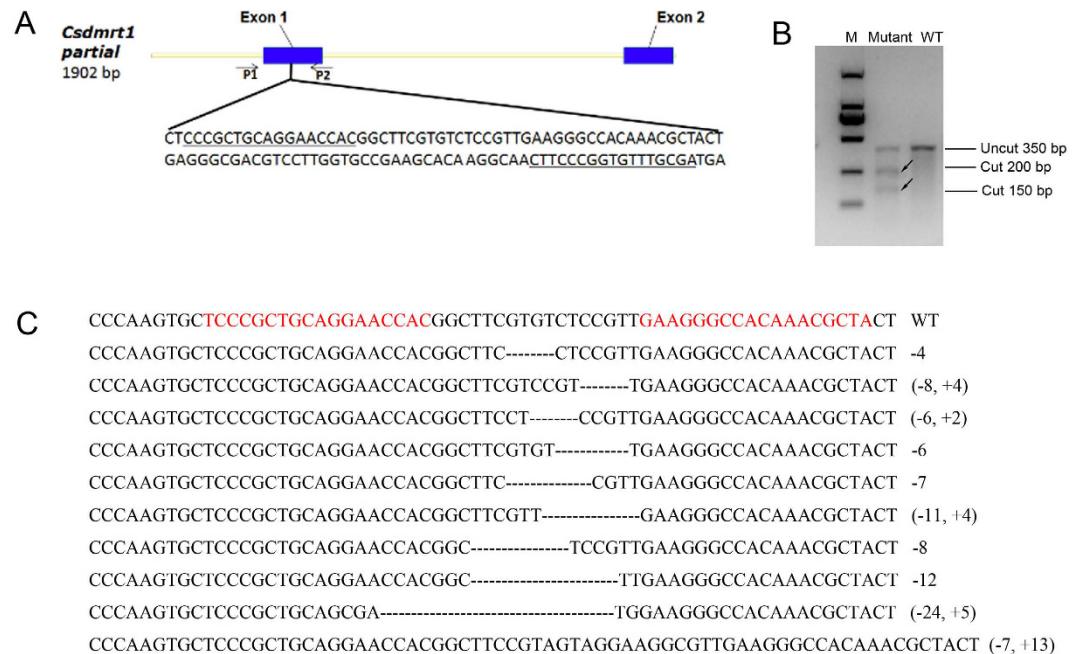 A
Csdmrt1
partial
1902 bp
Exon 1
Exon 2
P1
P2
CTCCCGCTGCAGGAACCACGGCTTCGTGTCTCCGTTGAAGGGCCACAAACGCTACT
GAGGGCGACGTCCTTGGTGCCGAAGCACAAGGCAACTTCCCGGTGTTTGCGATGA
B
M Mutant WT
Uncut 350 bp
Cut 200 bp
Cut 150 bp
C
CCCAAGTGCTCCCGCTGCAGGAACCACGGCTTCGTGTCTCCGTTGAAGGGCCACAAACGCTACT WT
CCCAAGTGCTCCCGCTGCAGGAACCACGGCTTC--------CTCCGTTGAAGGGCCACAAACGCTACT -4
CCCAAGTGCTCCCGCTGCAGGAACCACGGCTTCGTCCGT--------TGAAGGGCCACAAACGCTACT (-8, +4)
CCCAAGTGCTCCCGCTGCAGGAACCACGGCTTCCT--------CCGTTGAAGGGCCACAAACGCTACT (-6, +2)
CCCAAGTGCTCCCGCTGCAGGAACCACGGCTTCGTGT------------TGAAGGGCCACAAACGCTACT -6
CCCAAGTGCTCCCGCTGCAGGAACCACGGCTTC--------------CGTTGAAGGGCCACAAACGCTACT -7
CCCAAGTGCTCCCGCTGCAGGAACCACGGCTTCGTT----------------GAAGGGCCACAAACGCTACT (-11, +4)
CCCAAGTGCTCCCGCTGCAGGAACCACGGC----------------TCCGTTGAAGGGCCACAAACGCTACT -8
CCCAAGTGCTCCCGCTGCAGGAACCACGGC------------------------TTGAAGGGCCACAAACGCTACT -12
CCCAAGTGCTCCCGCTGCAGCGA--------------------------------------TGGAAGGGCCACAAACGCTACT (-24, +5)
CCCAAGTGCTCCCGCTGCAGGAACCACGGCTTCCGTAGTAGGAAGGCGTTGAAGGGCCACAAACGCTACT (-7, +13)